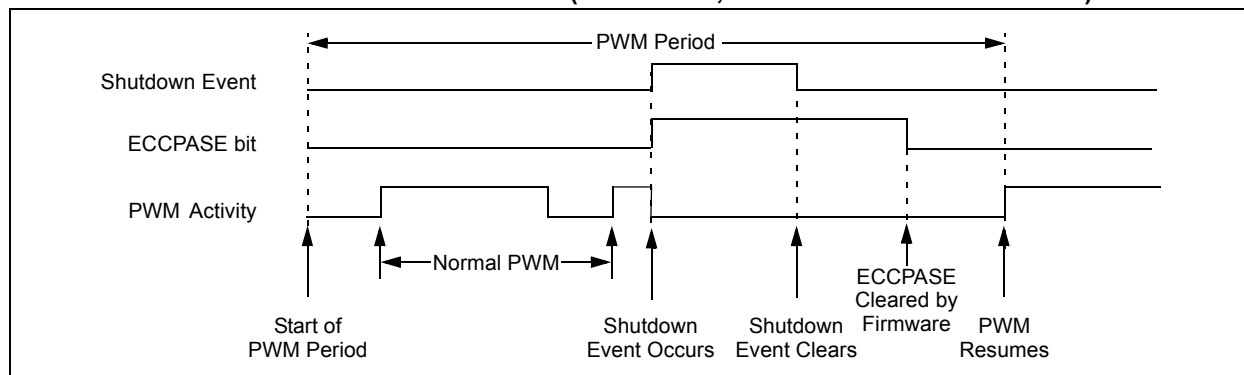 PWM Period
Shutdown Event
ECCPASE bit
PWM Activity
Normal PWM
Start of
PWM Period
Shutdown
Event Occurs
Shutdown
Event Clears
ECCPASE
Cleared by
Firmware
PWM
Resumes